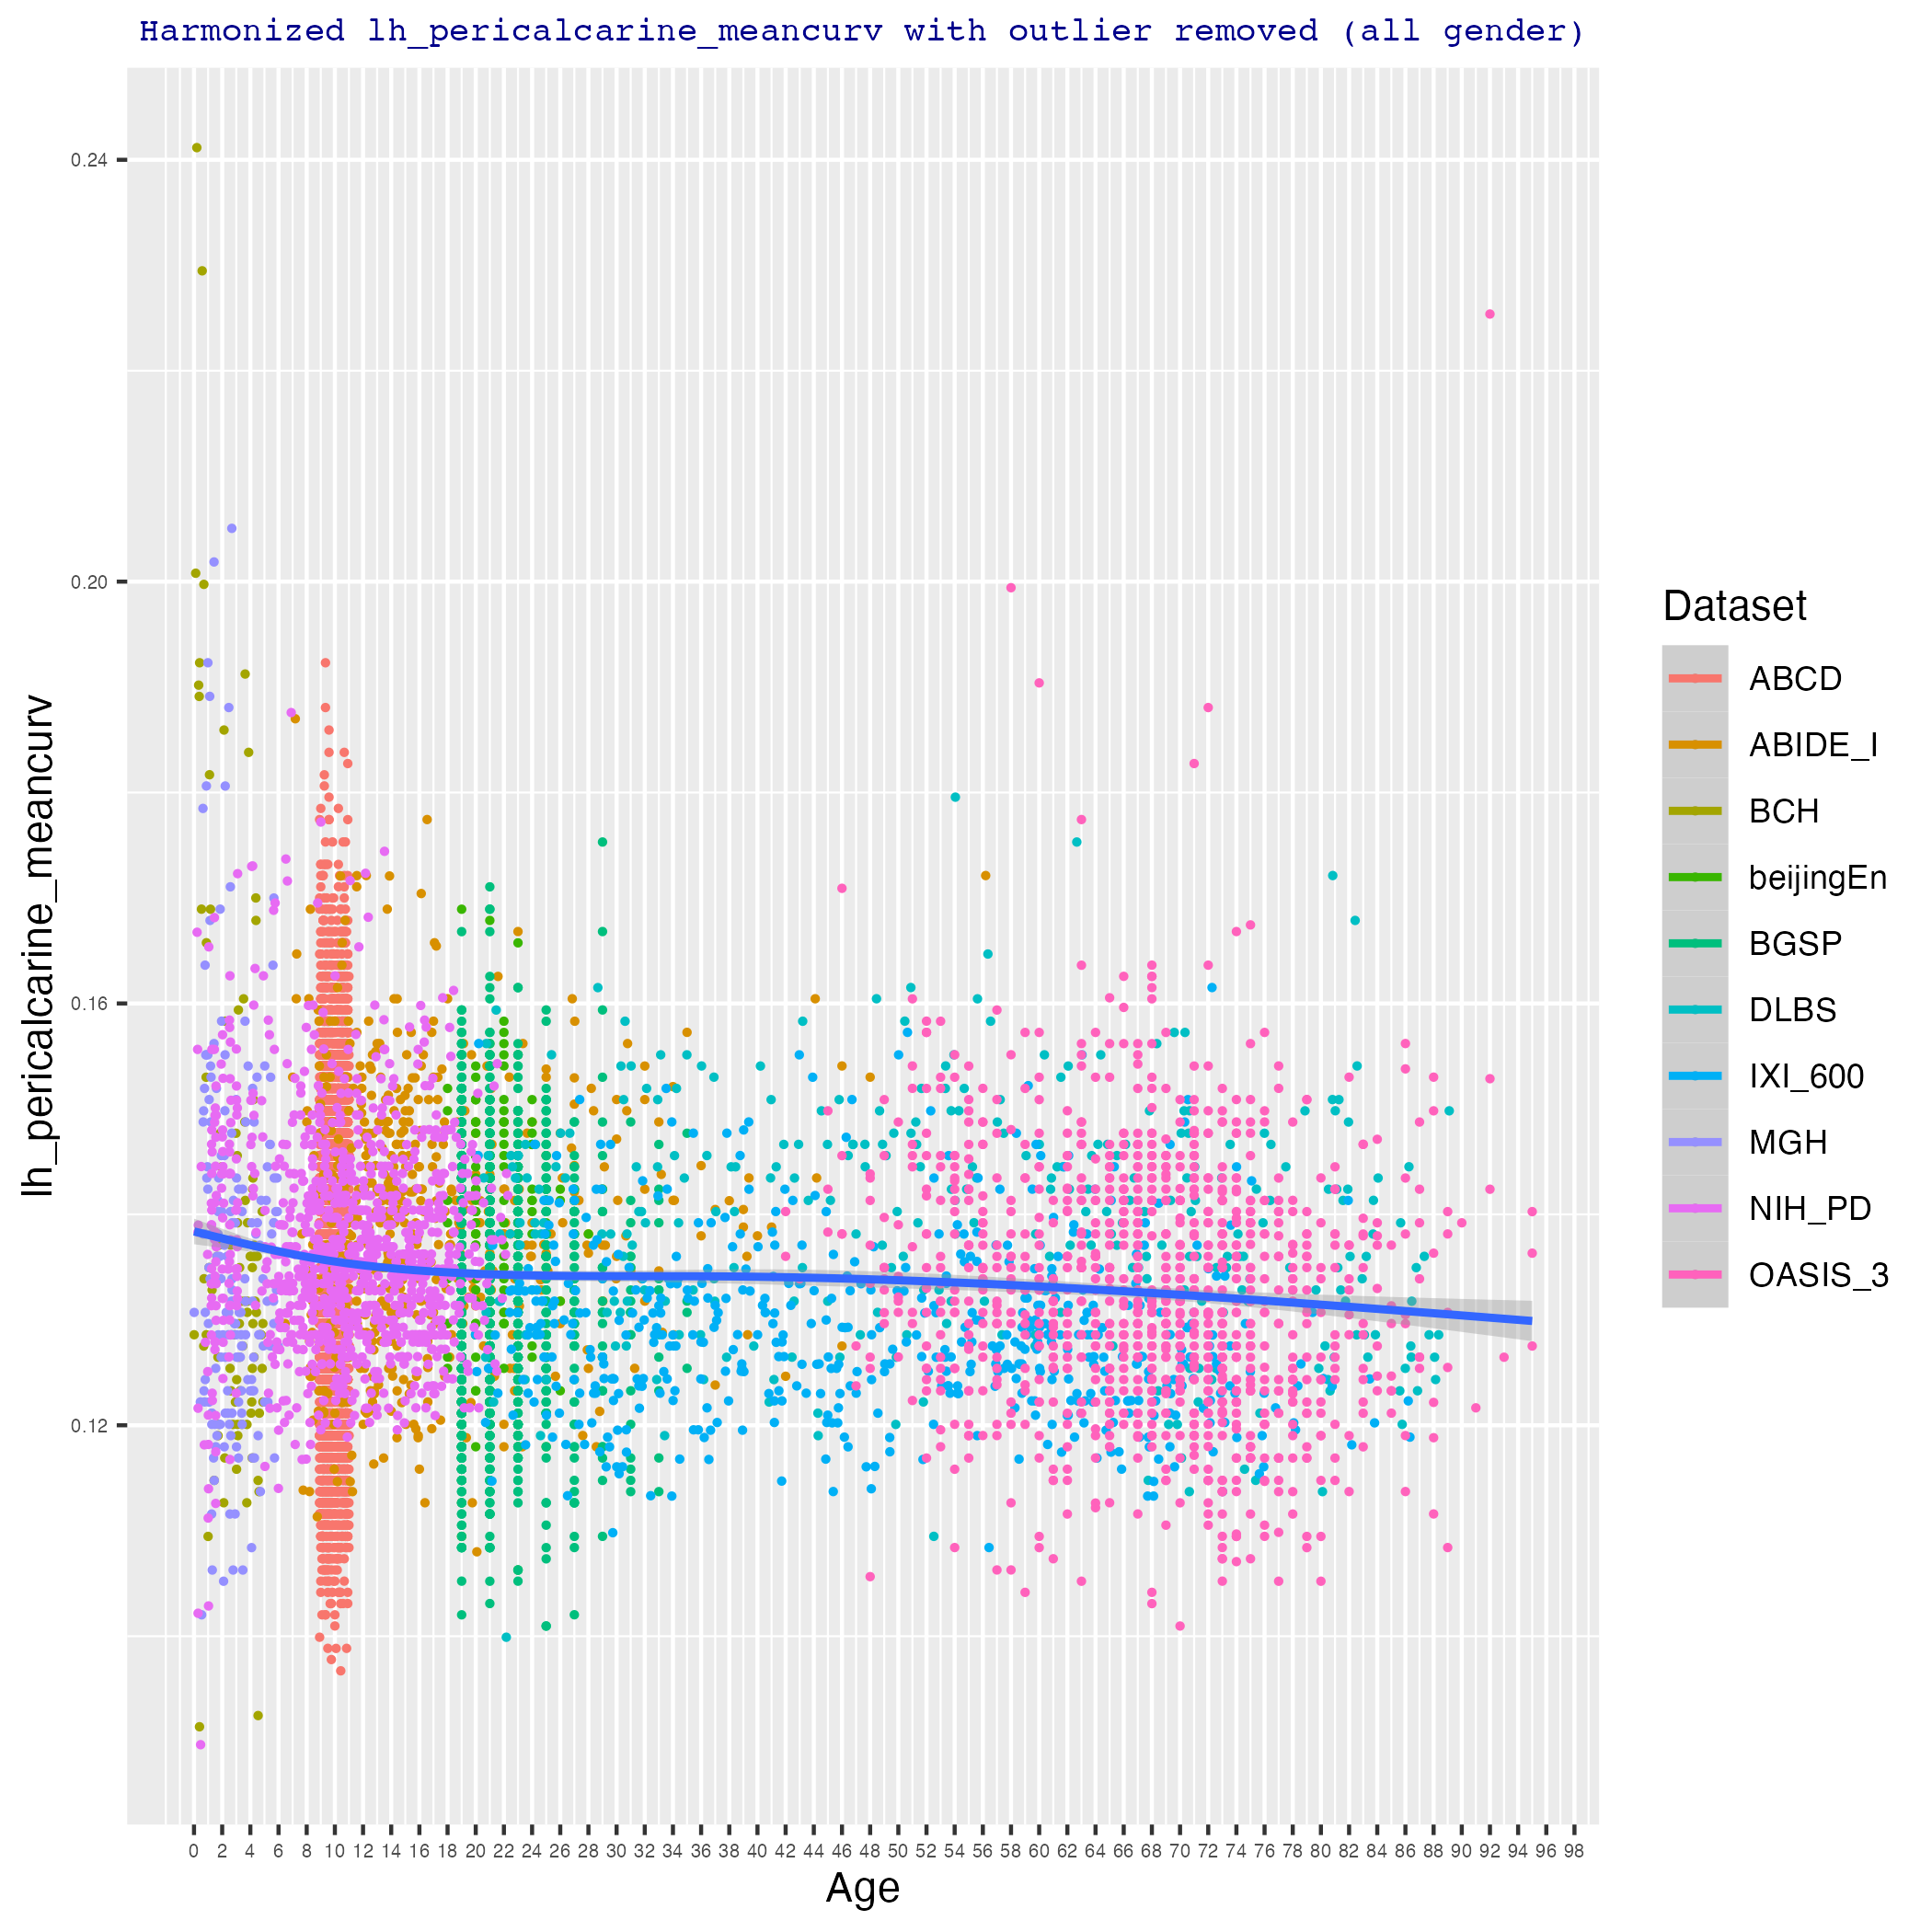 Harmonized lh_pericalcarine_meancurv with outlier removed (all gender)
lh_pericalcarine_meancurv
0.24
0.20
0.16
0.12
0 2 4 6 8 10 12 14 16 18 20 22 24 26 28 30 32 34 36 38 40 42 44 46 48 50 52 54 56 58 60 62 64 66 68 70 72 74 76 78 80 82 84 86 88 90 92 94 96 98
Age
Dataset
ABCD
ABIDE_I
BCH
beijingEn
BGSP
DLBS
IXI_600
MGH
NIH_PD
OASIS_3